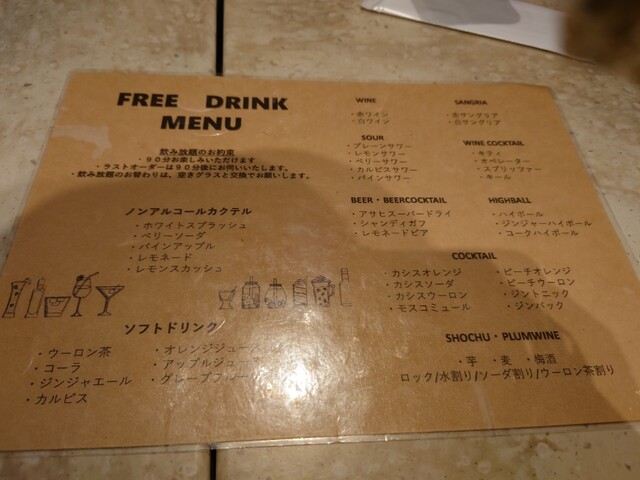 FREE DRINK
MENU
飲み放題のお約束
・９０分お楽しみいただけます
・ラストオーダーは９０分後にお伺いいたします。
・飲み放題のお替わりは、空きグラスと交換でお願いします。
ノンアルコールカクテル
・ホワイトスプラッシュ
・ベリーソーダ
・パインアップル
・レモネード
・レモンスカッシュ
ソフトドリンク
・ウーロン茶
・コーラ
・ジンジャエール
・カルピス
・オレンジジュース
・アップルジュース
・グレープフルー
WINE
・赤ワイン
・白ワイン
SANGRIA
・赤サングリア
・白サングリア
SOUR
・プレーンサワー
・レモンサワー
・ベリーサワー
・カルピスサワー
・パインサワー
WINE COCKTAIL
・キティ
・オペレーター
・スプリッツァー
・キール
BEER・BEERCOCKTAIL
・アサヒスーパードライ
・シャンディガフ
・レモネードビア
HIGHBALL
・ハイボール
・ジンジャーハイボール
・コークハイボール
COCKTAIL
・カシスオレンジ
・カシスソーダ
・カシスウーロン
・モスコミュール
・ピーチオレンジ
・ピーチウーロン
・ジントニック
・ジンバック
SHOCHU・PLUMWINE
・芋 ・麦 ・梅酒
ロック/水割り/ソーダ割り/ウーロン茶割り